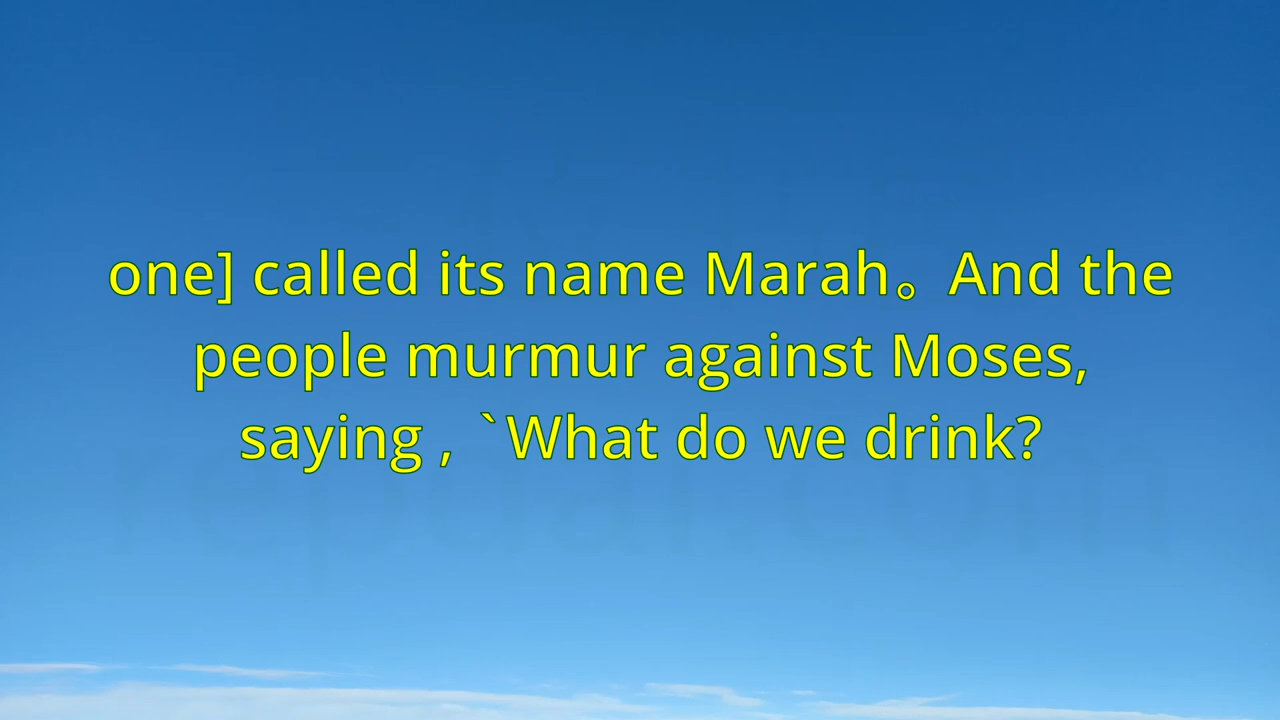 one] called its name Marah。And the
people murmur against Moses,
saying , `What do we drink?